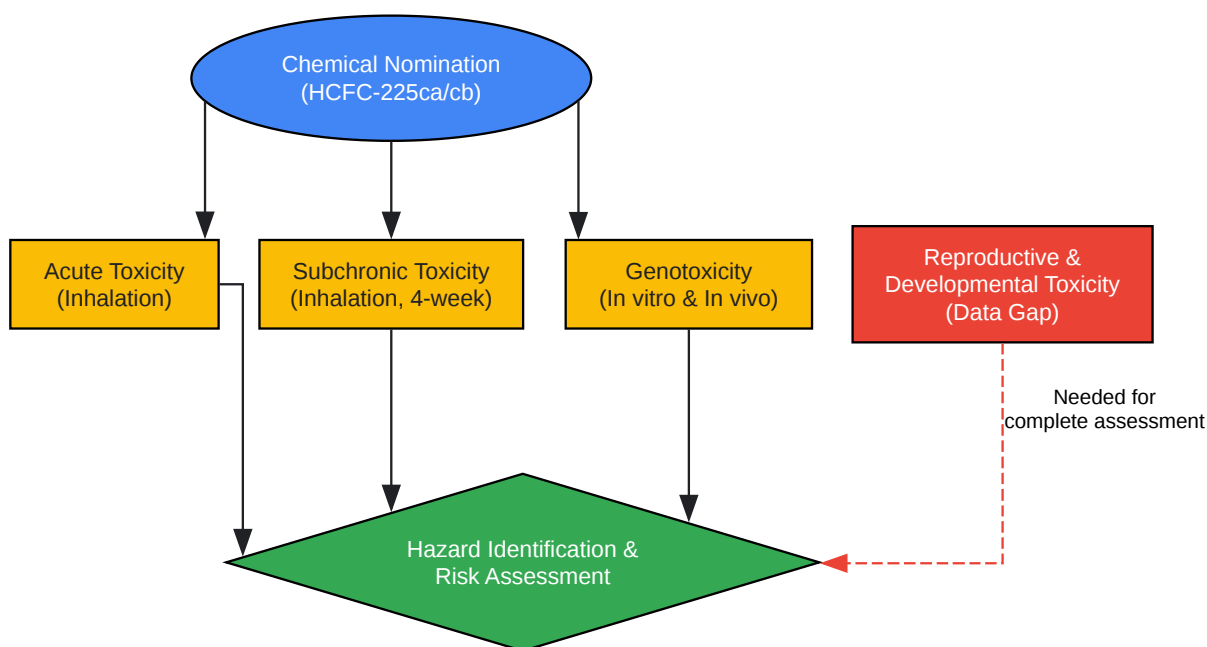 Chemical Nomination
(HCFC-225ca/cb)
Acute Toxicity
(Inhalation)
Subchronic Toxicity
(Inhalation, 4-week)
Genotoxicity
(In vitro & In vivo)
Reproductive &
Developmental Toxicity
(Data Gap)
Needed for
complete assessment
Hazard Identification &
Risk Assessment